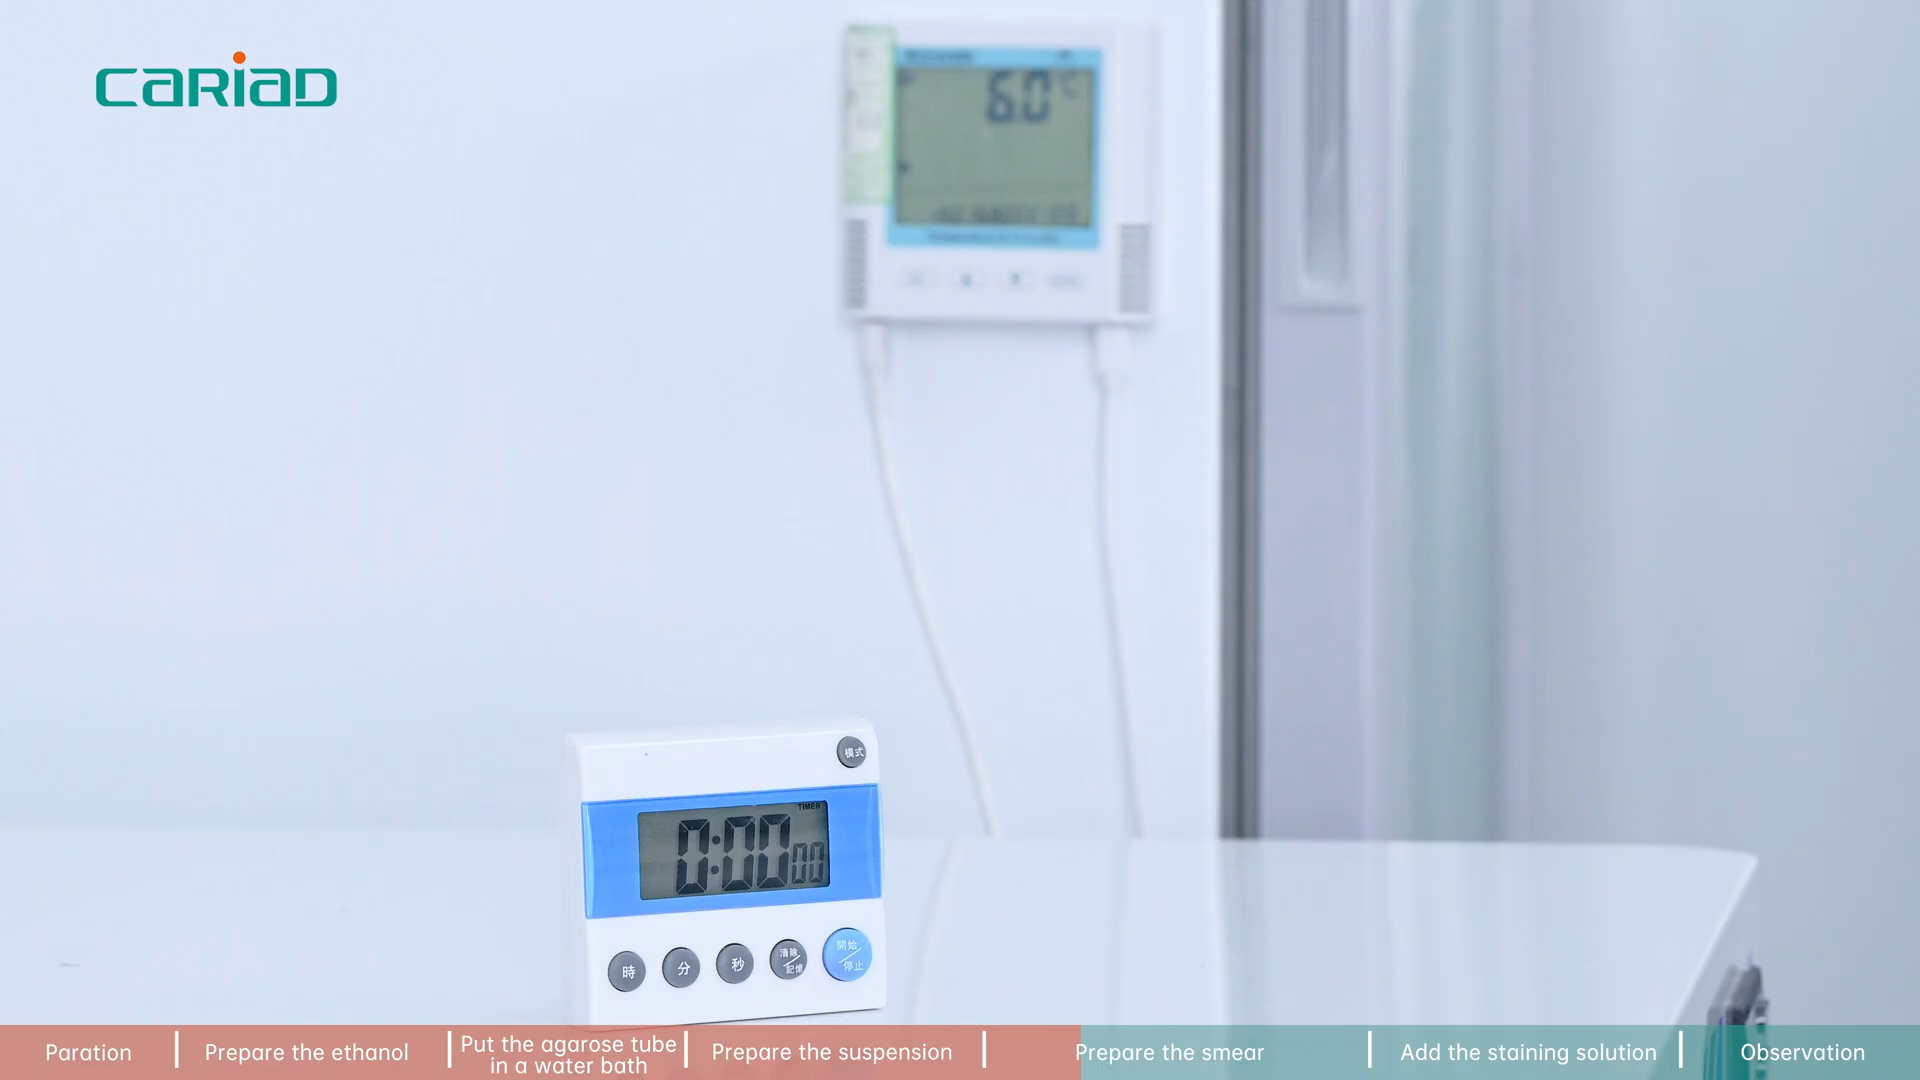 CARIAD
6.0 ℃
模式
TIMER
0:00 00
時
分
秒
清除/記憶
開始/停止
Paration
Prepare the ethanol
Put the agarose tube
in a water bath
Prepare the suspension
Prepare the smear
Add the staining solution
Observation